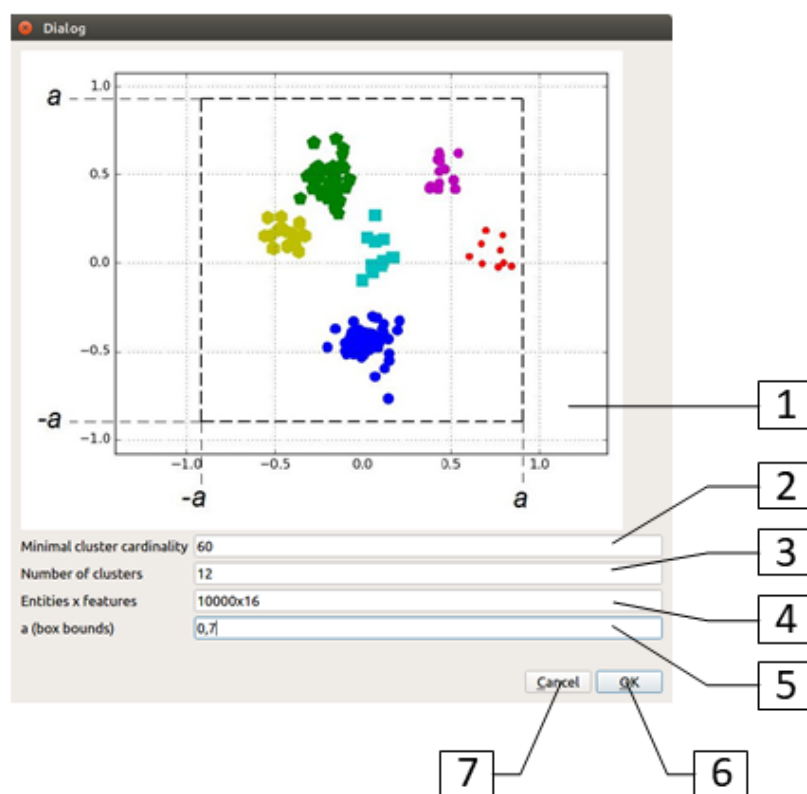 Dialog
a
1.0
0.5
0.0
−0.5
-a
−1.0
−1.0 −0.5 0.0 0.5 1.0
-a a
1
2
Minimal cluster cardinality 60
3
Number of clusters 12
Entities x features 10000x16
4
a (box bounds) 0,7
5
Cancel OK
7 6